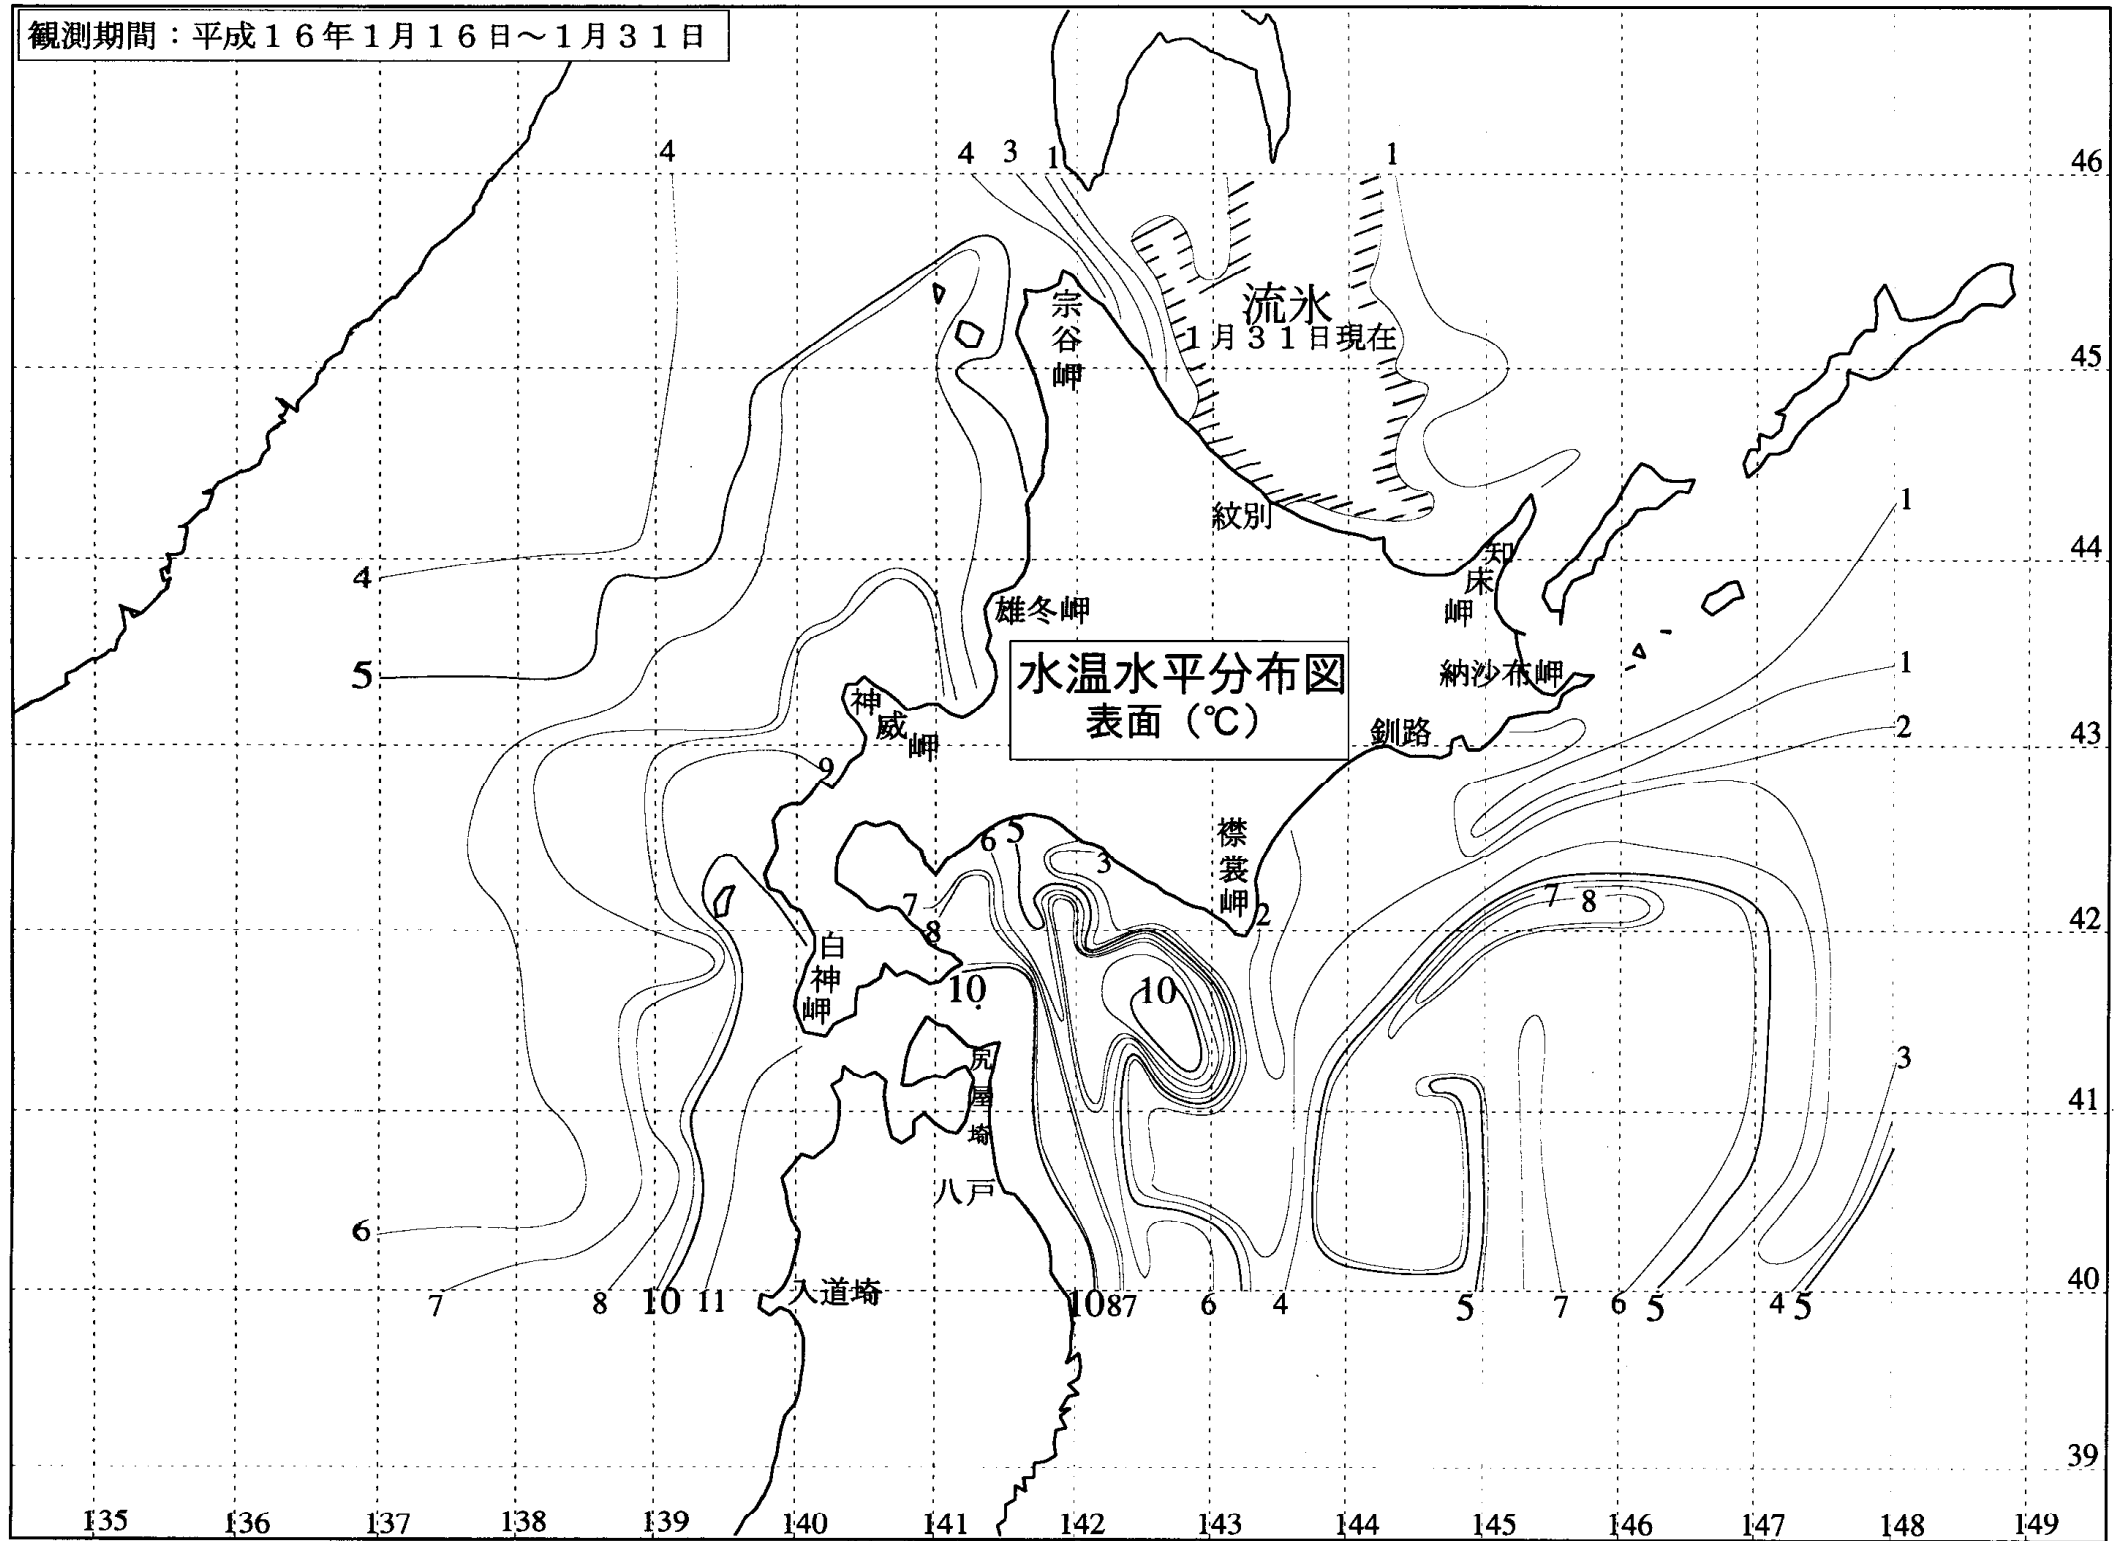 観測期間：平成１６年１月１６日～１月３１日
4
4 3 1
1
46
流氷
１月３１日現在
宗谷岬
45
紋別
1
44
4
知床岬
雄冬岬
5
水温水平分布図
表面（℃）
納沙布岬
1
神威岬
釧路
2
43
9
襟裳岬
6 5
3
7
8
2
7 8
42
白神岬
10
10
尻屋埼
3
41
八戸
6
入道埼
40
7 8 10 11
10 8 7 6 4 5 7 6 5 4 5
39
135 136 137 138 139 140 141 142 143 144 145 146 147 148 149